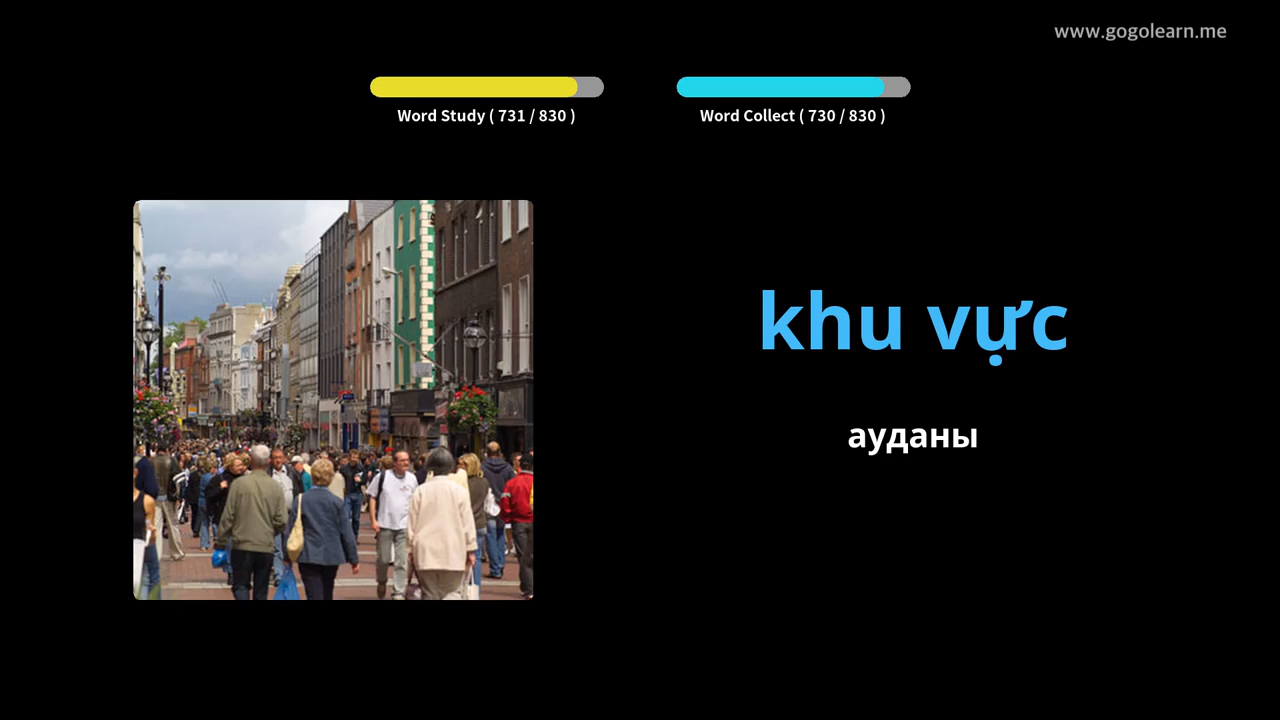 www.gogolearn.me
Word Study ( 731 / 830 )
Word Collect ( 730 / 830 )
khu vực
ауданы